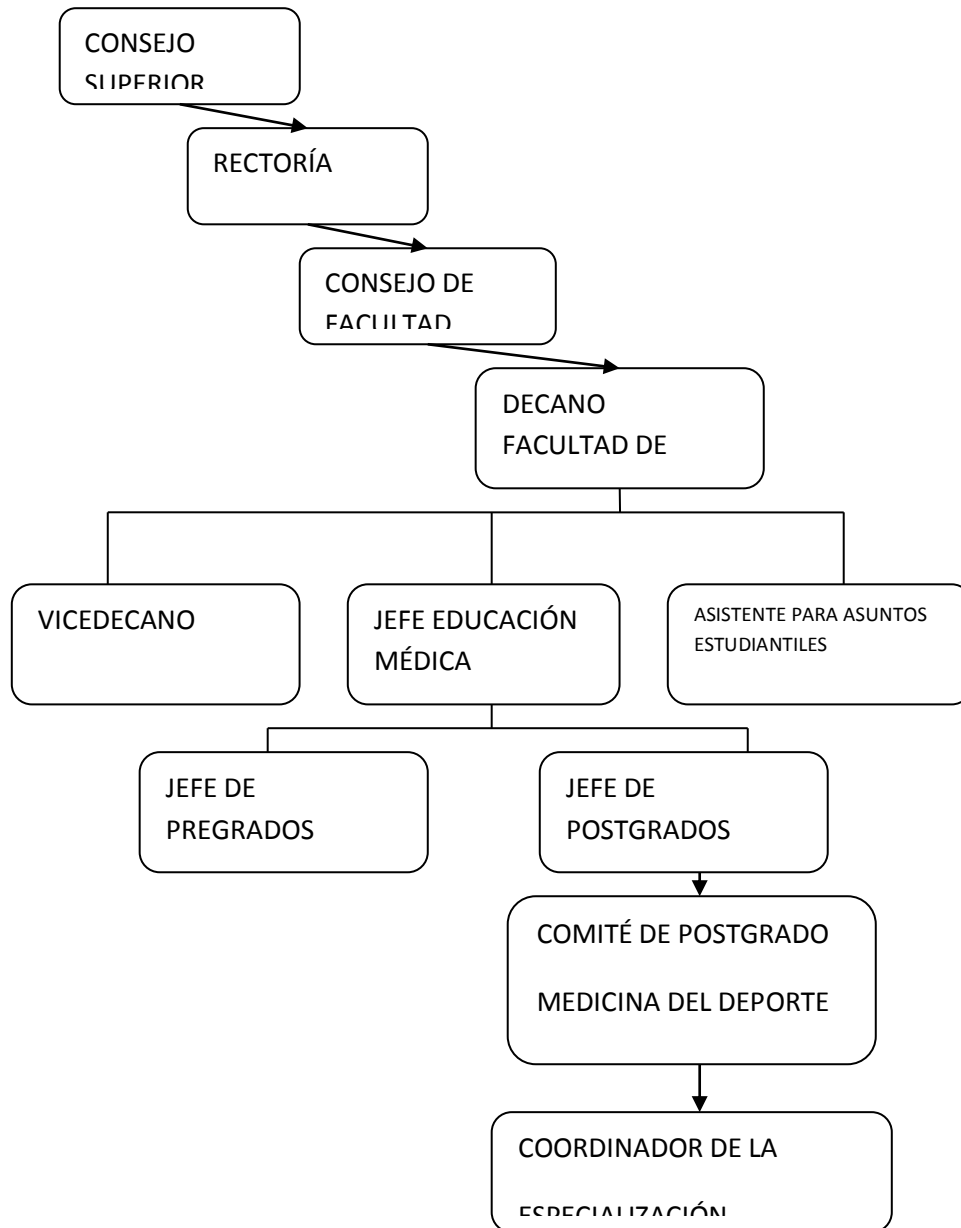 CONSEJO
SUPERIOR
RECTORÍA
CONSEJO DE
FACULTAD
DECANO
FACULTAD DE
VICEDECANO
JEFE EDUCACIÓN
MÉDICA
ASISTENTE PARA ASUNTOS
ESTUDIANTILES
JEFE DE
PREGRADOS
JEFE DE
POSTGRADOS
COMITÉ DE POSTGRADO
MEDICINA DEL DEPORTE
COORDINADOR DE LA
ESPECIALIZACIÓN